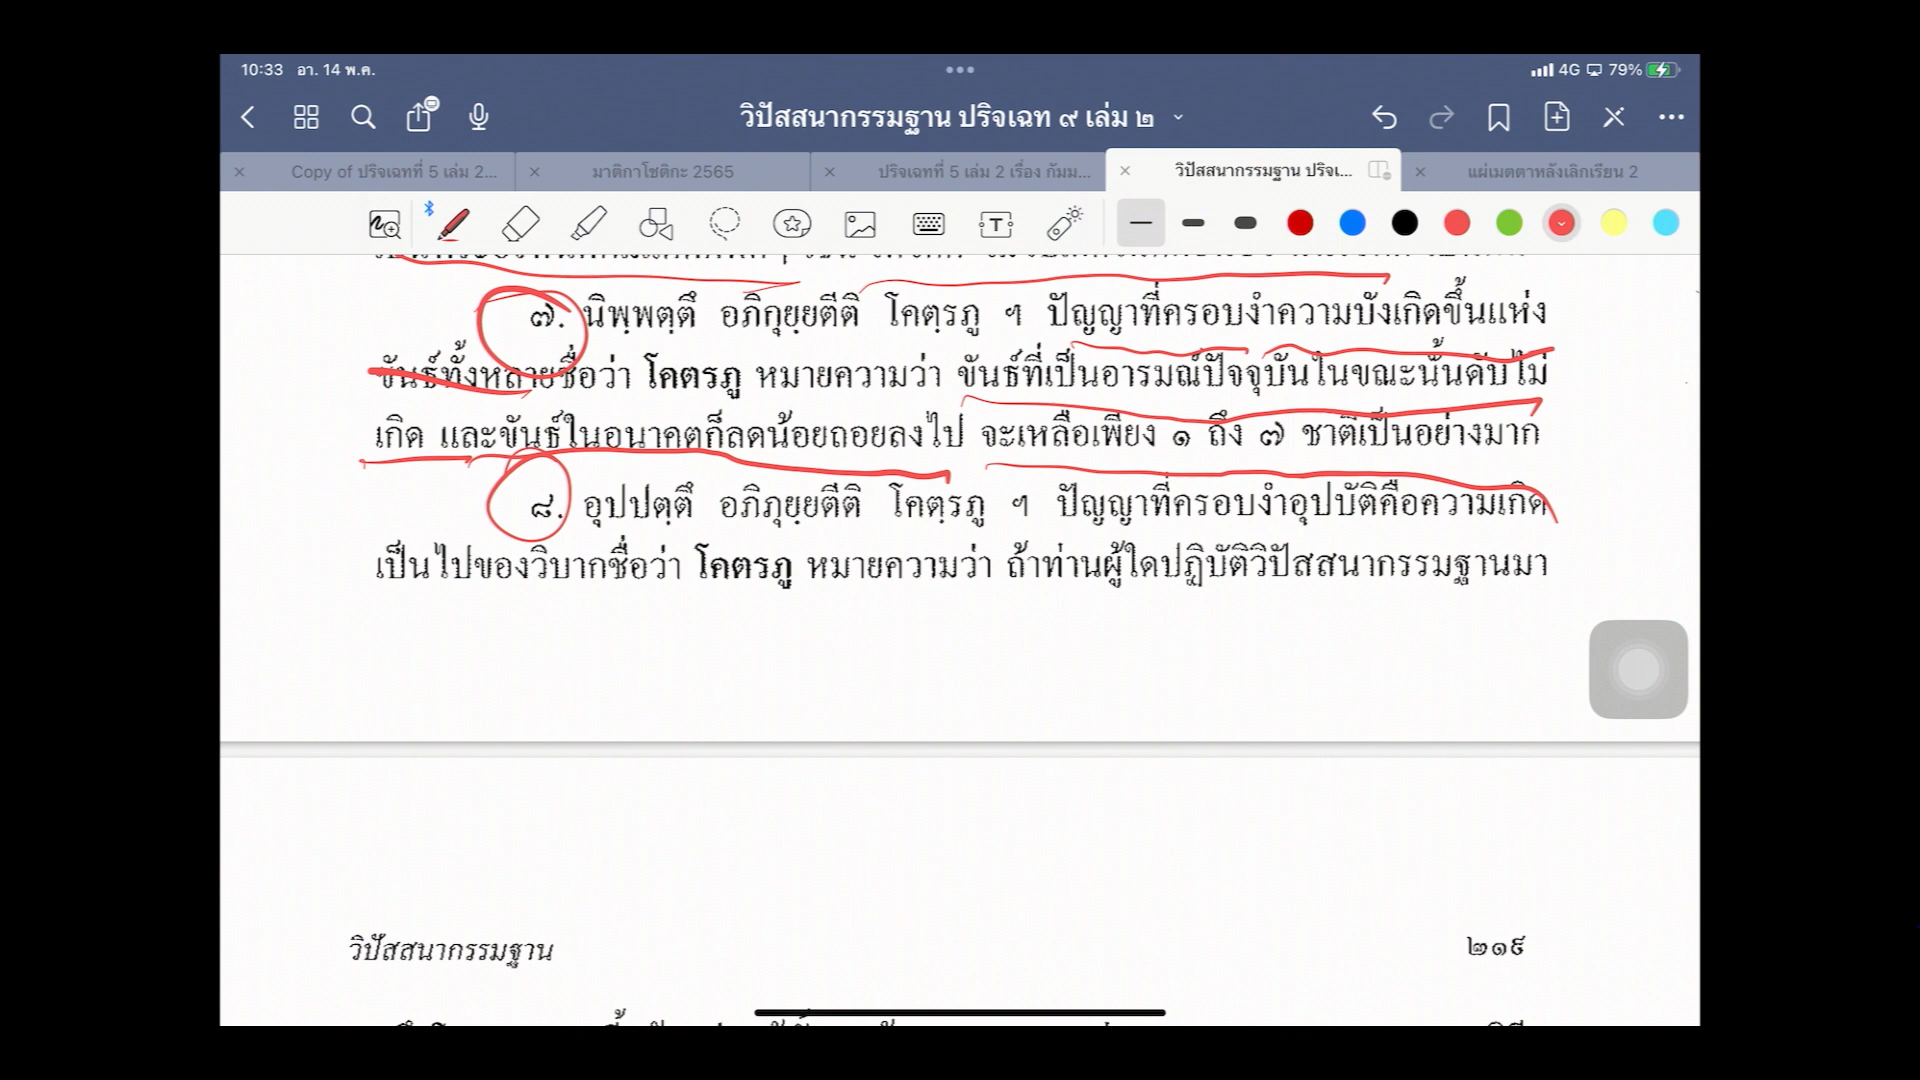 10:33 อา. 14 พ.ค.
4G 79%
วิปัสสนากรรมฐาน ปริจเฉท ๙ เล่ม ๒
Copy of ปริจเฉทที่ 5 เล่ม 2...
มาติกาโชติกะ 2565
ปริจเฉทที่ 5 เล่ม 2 เรื่อง กัมม...
วิปัสสนากรรมฐาน ปริจเ...
แผ่เมตตาหลังเลิกเรียน 2
๗. นิพฺพตฺตึ อภิกุยฺยตีติ โคตฺรภู ฯ ปัญญาที่ครอบงำความบังเกิดขึ้นแห่ง
ขันธ์ทั้งหลายชื่อว่า โคตรภู หมายความว่า ขันธ์ที่เป็นอารมณ์ปัจจุบันในขณะนั้นดับไม่
เกิด และขันธ์ในอนาคตก็ลดน้อยถอยลงไป จะเหลือเพียง ๑ ถึง ๗ ชาติเป็นอย่างมาก
๘. อุปปตฺตึ อภิภุยฺยตีติ โคตฺรภู ฯ ปัญญาที่ครอบงำอุปบัติคือความเกิด
เป็นไปของวิบากชื่อว่า โคตรภู หมายความว่า ถ้าท่านผู้ใดปฏิบัติวิปัสสนากรรมฐานมา
วิปัสสนากรรมฐาน ๒๑๙